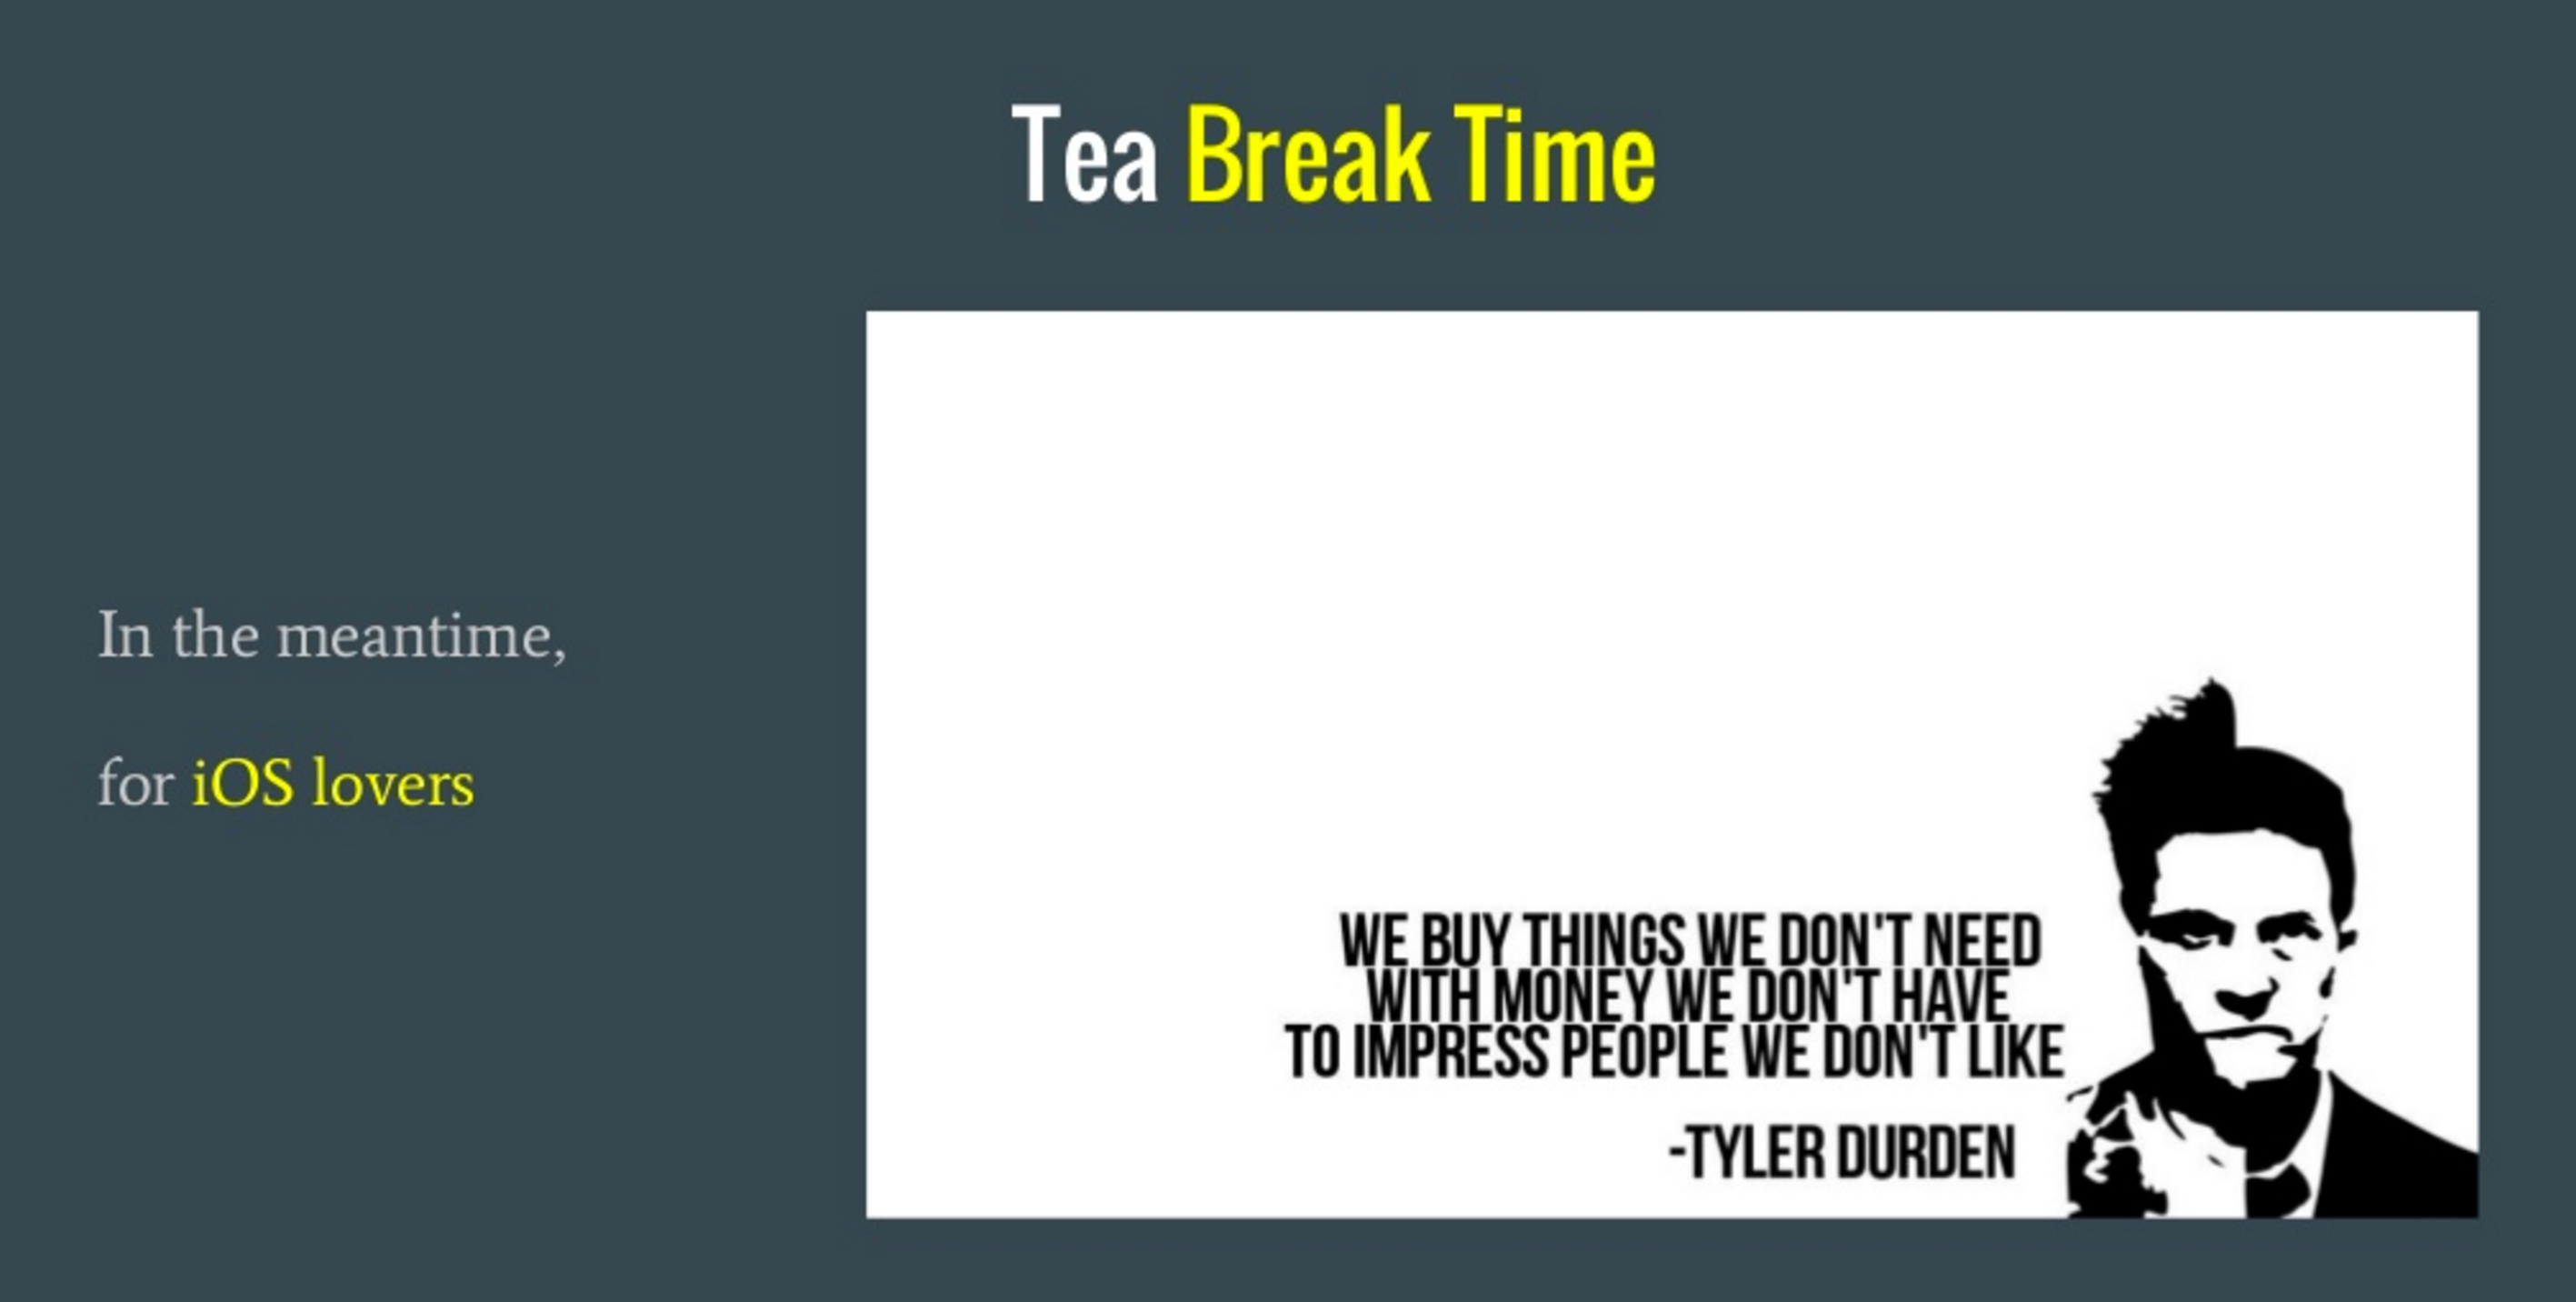 Tea Break Time
In the meantime,
for iOS lovers
WE BUY THINGS WE DON'T NEED
WITH MONEY WE DON'T HAVE
TO IMPRESS PEOPLE WE DON'T LIKE
-TYLER DURDEN